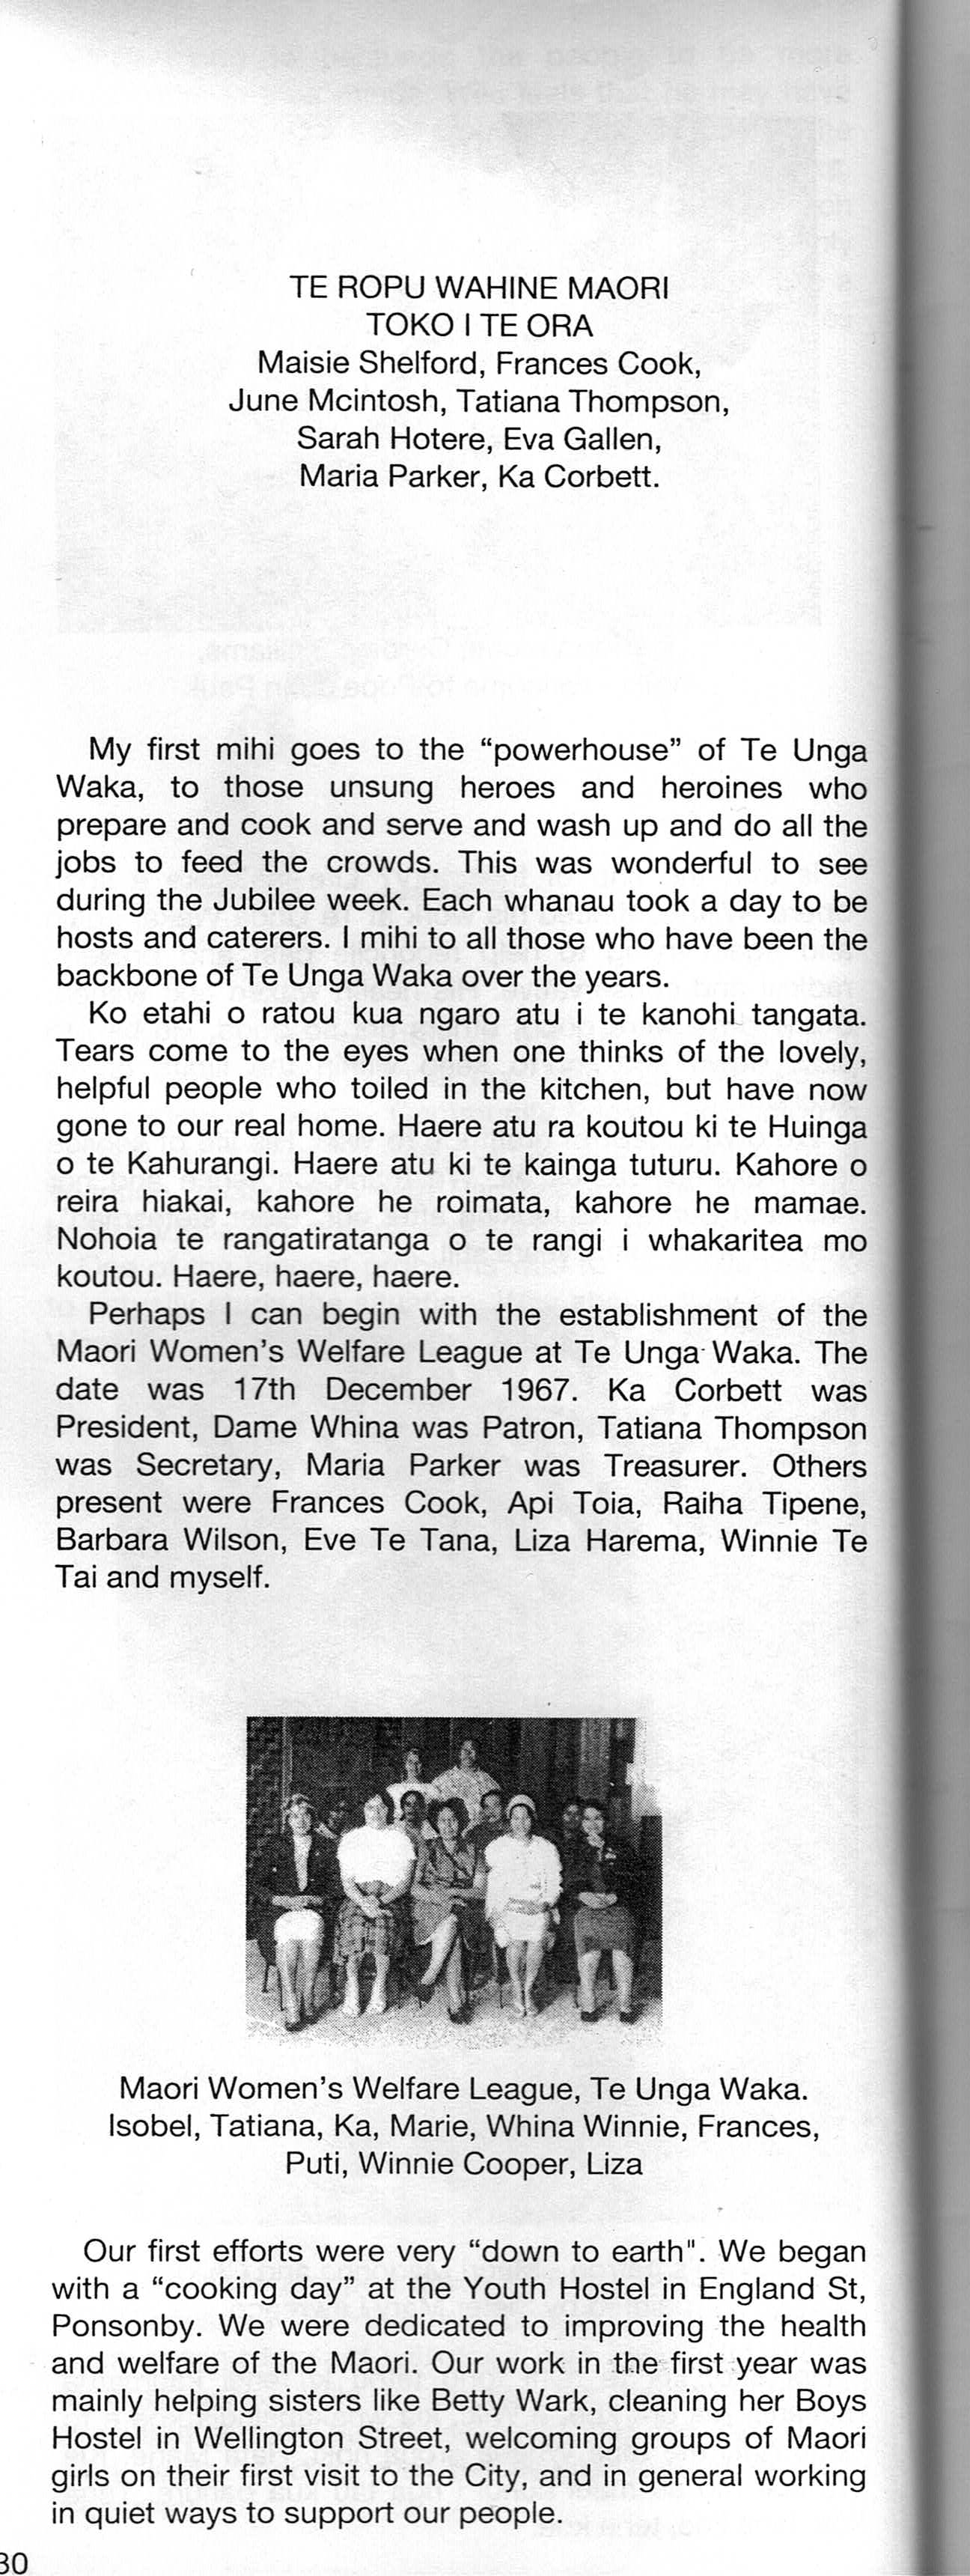 TE ROPU WAHINE MAORI
TOKO I TE ORA
Maisie Shelford, Frances Cook,
June Mcintosh, Tatiana Thompson,
Sarah Hotere, Eva Gallen,
Maria Parker, Ka Corbett.
My first mihi goes to the “powerhouse” of Te Unga
Waka, to those unsung heroes and heroines who
prepare and cook and serve and wash up and do all the
jobs to feed the crowds. This was wonderful to see
during the Jubilee week. Each whanau took a day to be
hosts and caterers. I mihi to all those who have been the
backbone of Te Unga Waka over the years.
Ko etahi o ratou kua ngaro atu i te kanohi tangata.
Tears come to the eyes when one thinks of the lovely,
helpful people who toiled in the kitchen, but have now
gone to our real home. Haere atu ra koutou ki te Huinga
o te Kahurangi. Haere atu ki te kainga tuturu. Kahore o
reira hiakai, kahore he roimata, kahore he mamae.
Nohoia te rangatiratanga o te rangi i whakaritea mo
koutou. Haere, haere, haere.
Perhaps I can begin with the establishment of the
Maori Women's Welfare League at Te Unga Waka. The
date was 17th December 1967. Ka Corbett was
President, Dame Whina was Patron, Tatiana Thompson
was Secretary, Maria Parker was Treasurer. Others
present were Frances Cook, Api Toia, Raiha Tipene,
Barbara Wilson, Eve Te Tana, Liza Harema, Winnie Te
Tai and myself.
Maori Women's Welfare League, Te Unga Waka.
Isobel, Tatiana, Ka, Marie, Whina Winnie, Frances,
Puti, Winnie Cooper, Liza
Our first efforts were very “down to earth". We began
with a “cooking day” at the Youth Hostel in England St,
Ponsonby. We were dedicated to improving the health
and welfare of the Maori. Our work in the first year was
mainly helping sisters like Betty Wark, cleaning her Boys
Hostel in Wellington Street, welcoming groups of Maori
girls on their first visit to the City, and in general working
in quiet ways to support our people.
30